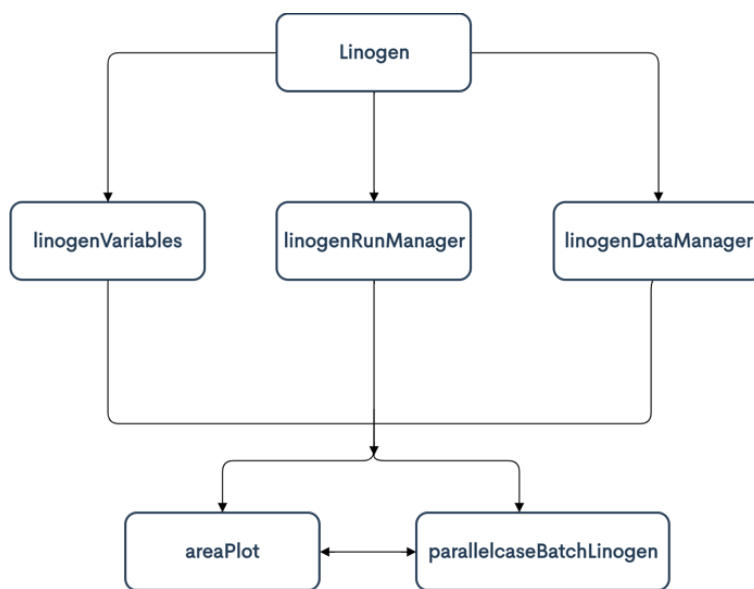 Linogen
linogenVariables
linogenRunManager
linogenDataManager
areaPlot
parallelcaseBatchLinogen